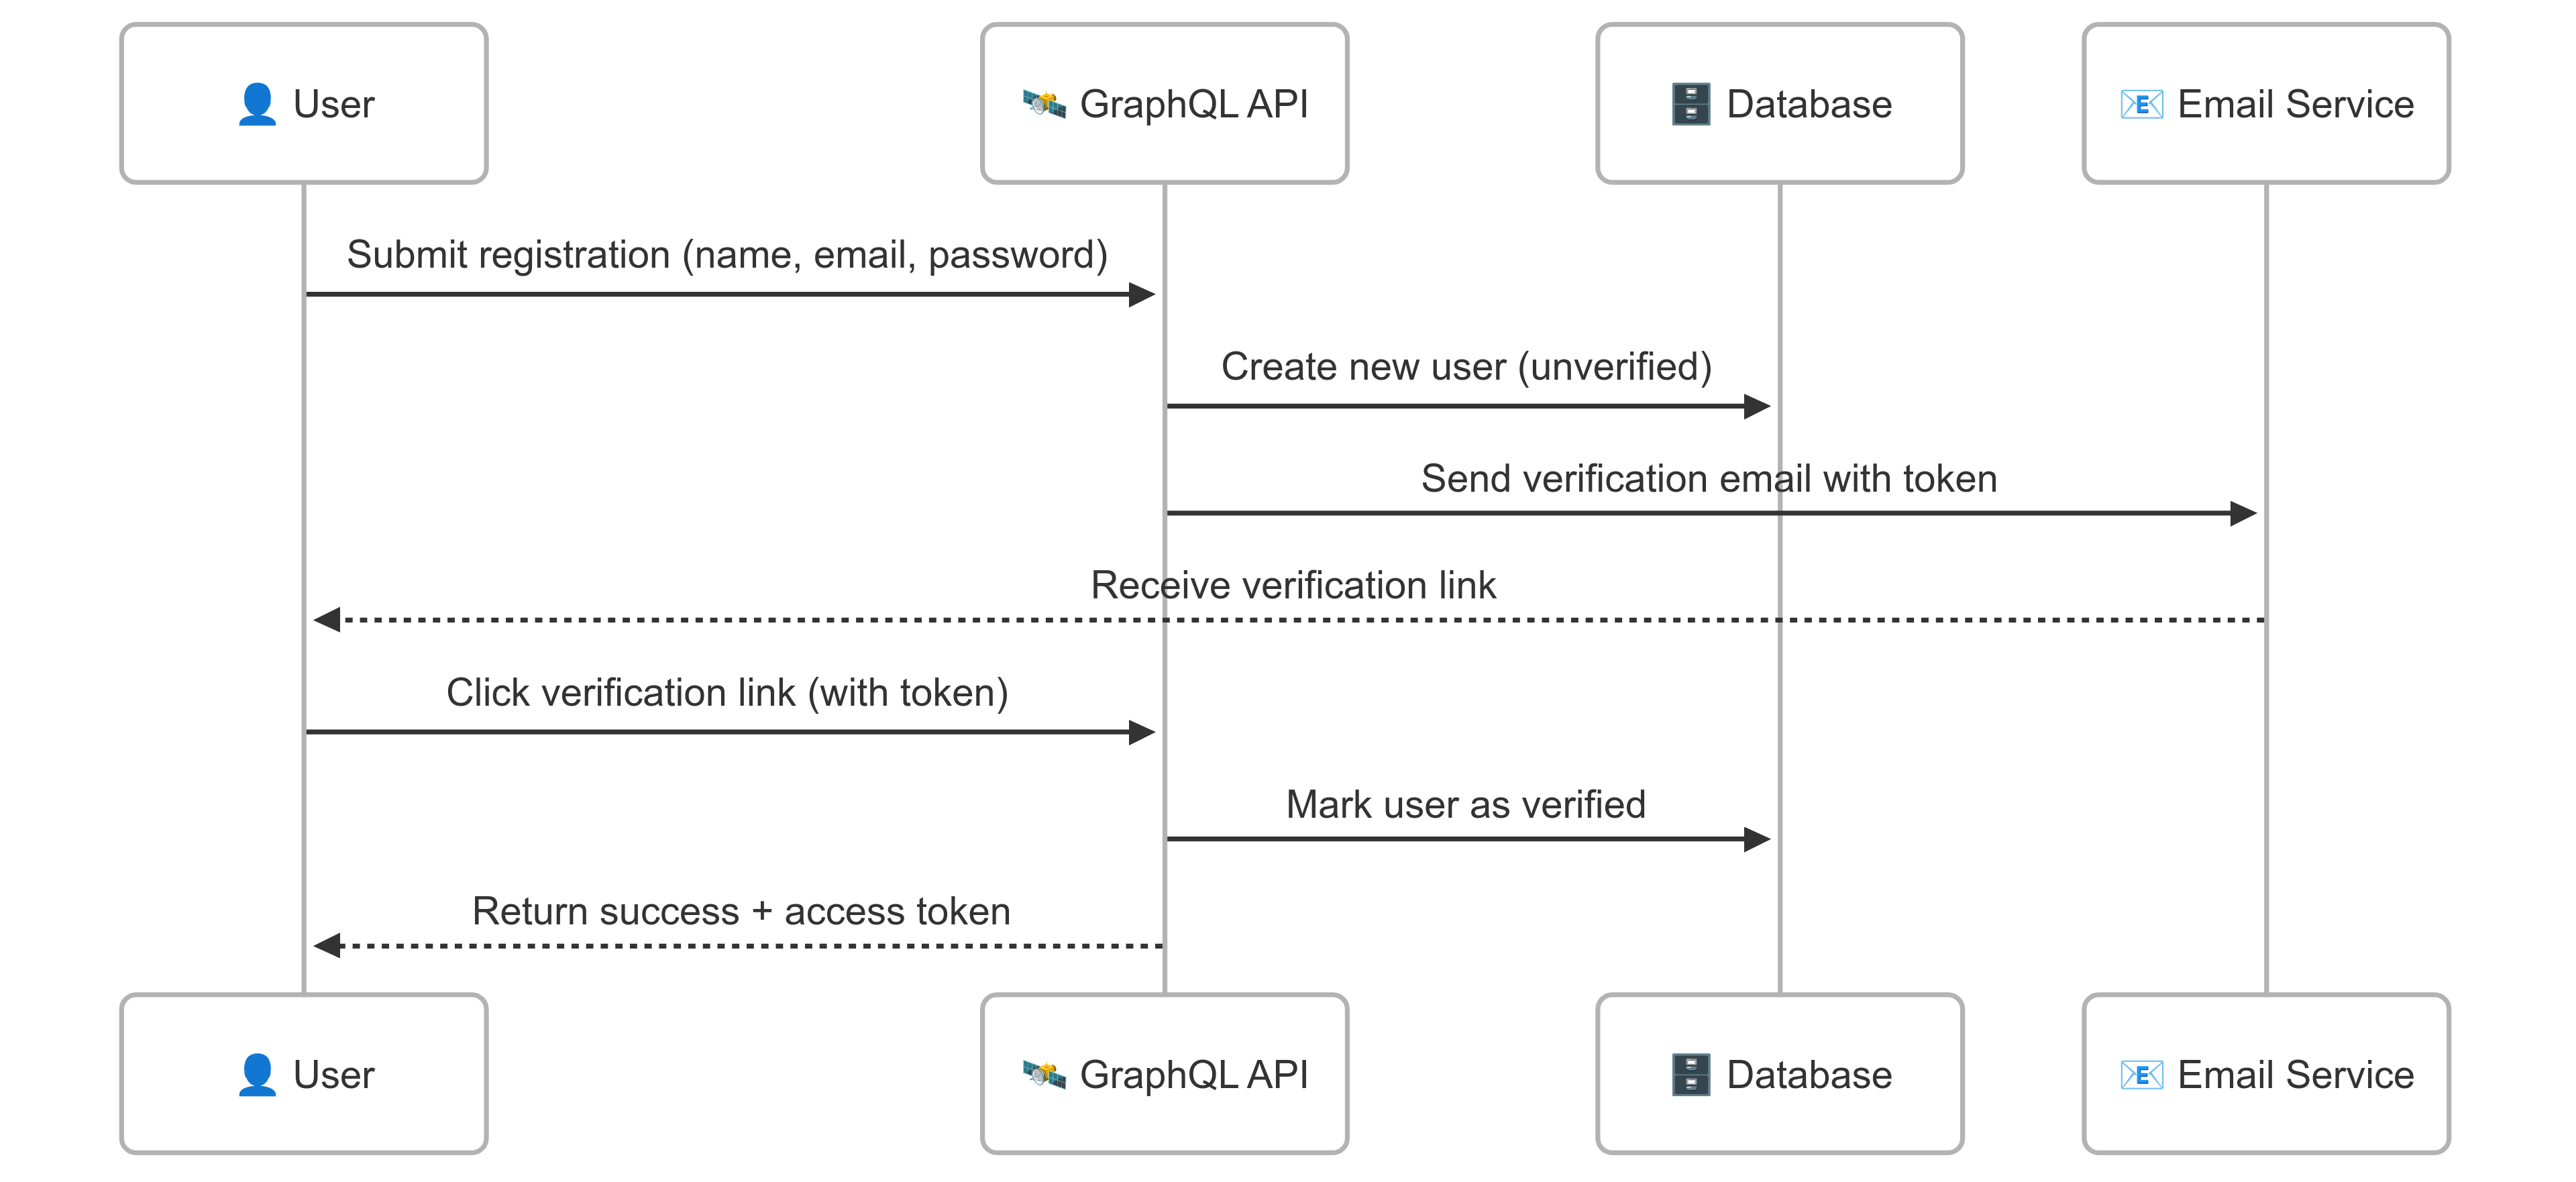 👤 User
🛰️ GraphQL API
🗄️ Database
📧 Email Service
Submit registration (name, email, password)
Create new user (unverified)
Send verification email with token
Receive verification link
Click verification link (with token)
Mark user as verified
Return success + access token
👤 User
🛰️ GraphQL API
🗄️ Database
📧 Email Service